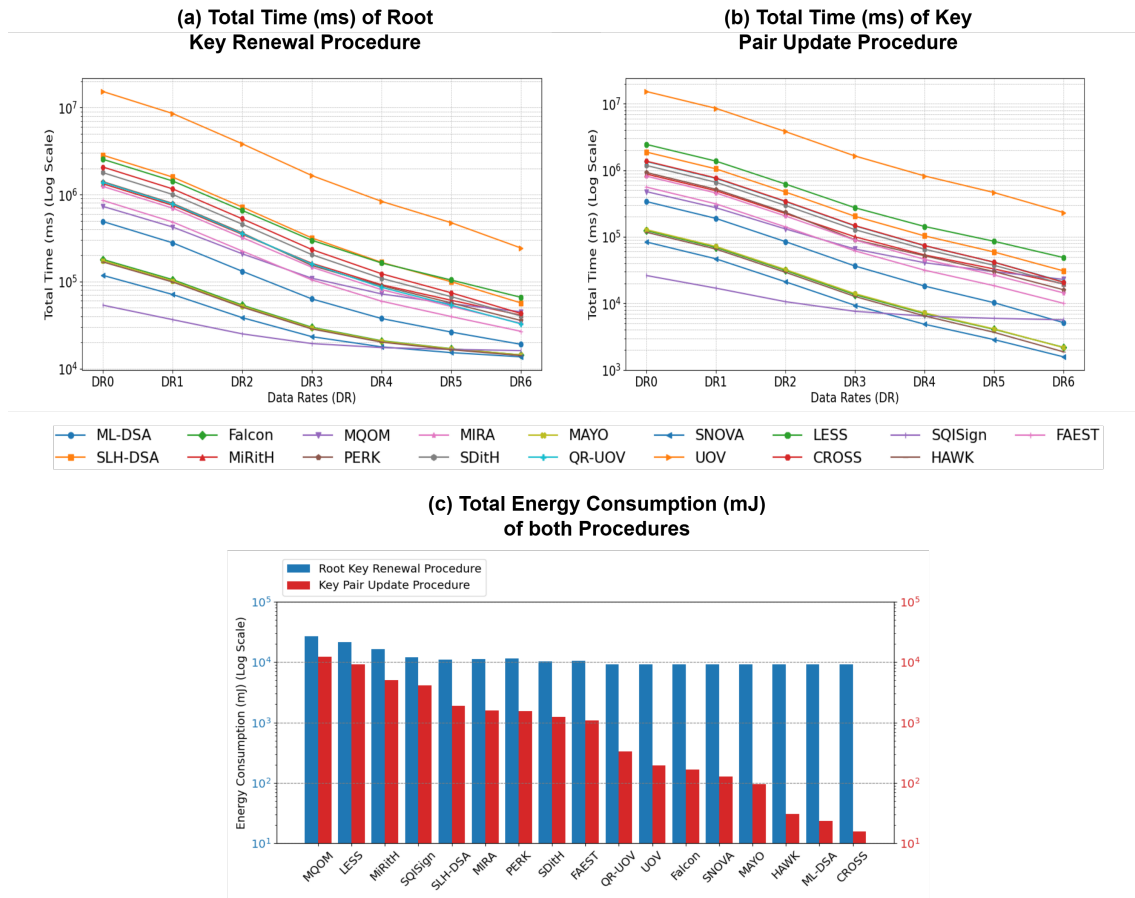 (a) Total Time (ms) of Root
Key Renewal Procedure
(b) Total Time (ms) of Key
Pair Update Procedure
Total Time (ms) (Log Scale)
10^7
10^6
10^5
10^4
DR0 DR1 DR2 DR3 DR4 DR5 DR6
Data Rates (DR)
Total Time (ms) (Log Scale)
10^7
10^6
10^5
10^4
10^3
DR0 DR1 DR2 DR3 DR4 DR5 DR6
Data Rates (DR)
ML-DSA Falcon MQOM MIRA MAYO SNOVA LESS SQISign FAEST
SLH-DSA MiRitH PERK SDitH QR-UOV UOV CROSS HAWK
(c) Total Energy Consumption (mJ)
of both Procedures
Root Key Renewal Procedure
Key Pair Update Procedure
Energy Consumption (mJ) (Log Scale)
10^5 10^5
10^4 10^4
10^3 10^3
10^2 10^2
10^1 10^1
MQOM LESS MiRitH SQISign SLH-DSA MIRA PERK SDitH FAEST QR-UOV UOV Falcon SNOVA MAYO HAWK ML-DSA CROSS